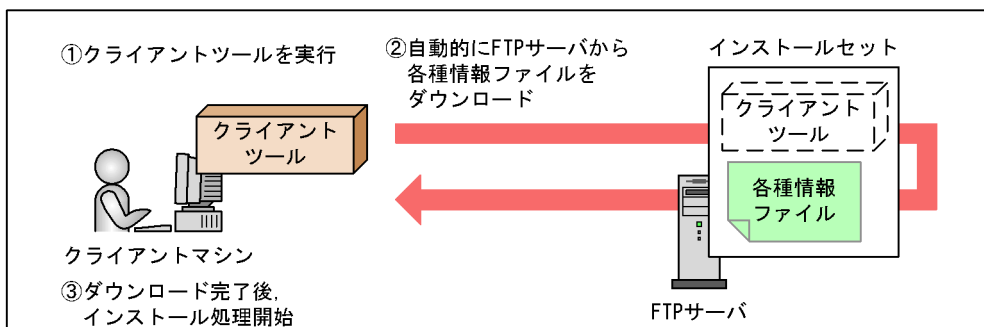 ①クライアントツールを実行
②自動的にFTPサーバから
各種情報ファイルを
ダウンロード
インストールセット
クライアント
ツール
クライアント
ツール
各種情報
ファイル
クライアントマシン
③ダウンロード完了後,
インストール処理開始
FTPサーバ